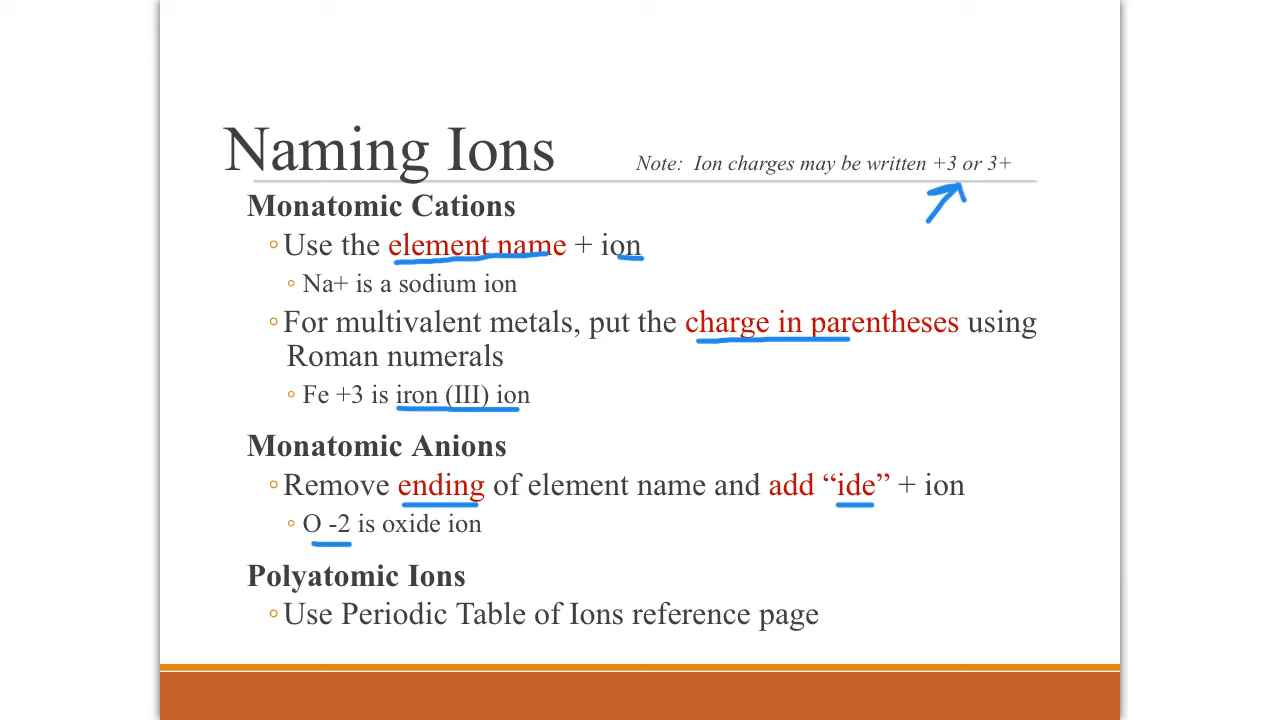 Naming Ions
Note: Ion charges may be written +3 or 3+
Monatomic Cations
◦Use the element name + ion
◦ Na+ is a sodium ion
◦For multivalent metals, put the charge in parentheses using
Roman numerals
◦ Fe +3 is iron (III) ion
Monatomic Anions
◦Remove ending of element name and add “ide” + ion
◦ O -2 is oxide ion
Polyatomic Ions
◦Use Periodic Table of Ions reference page